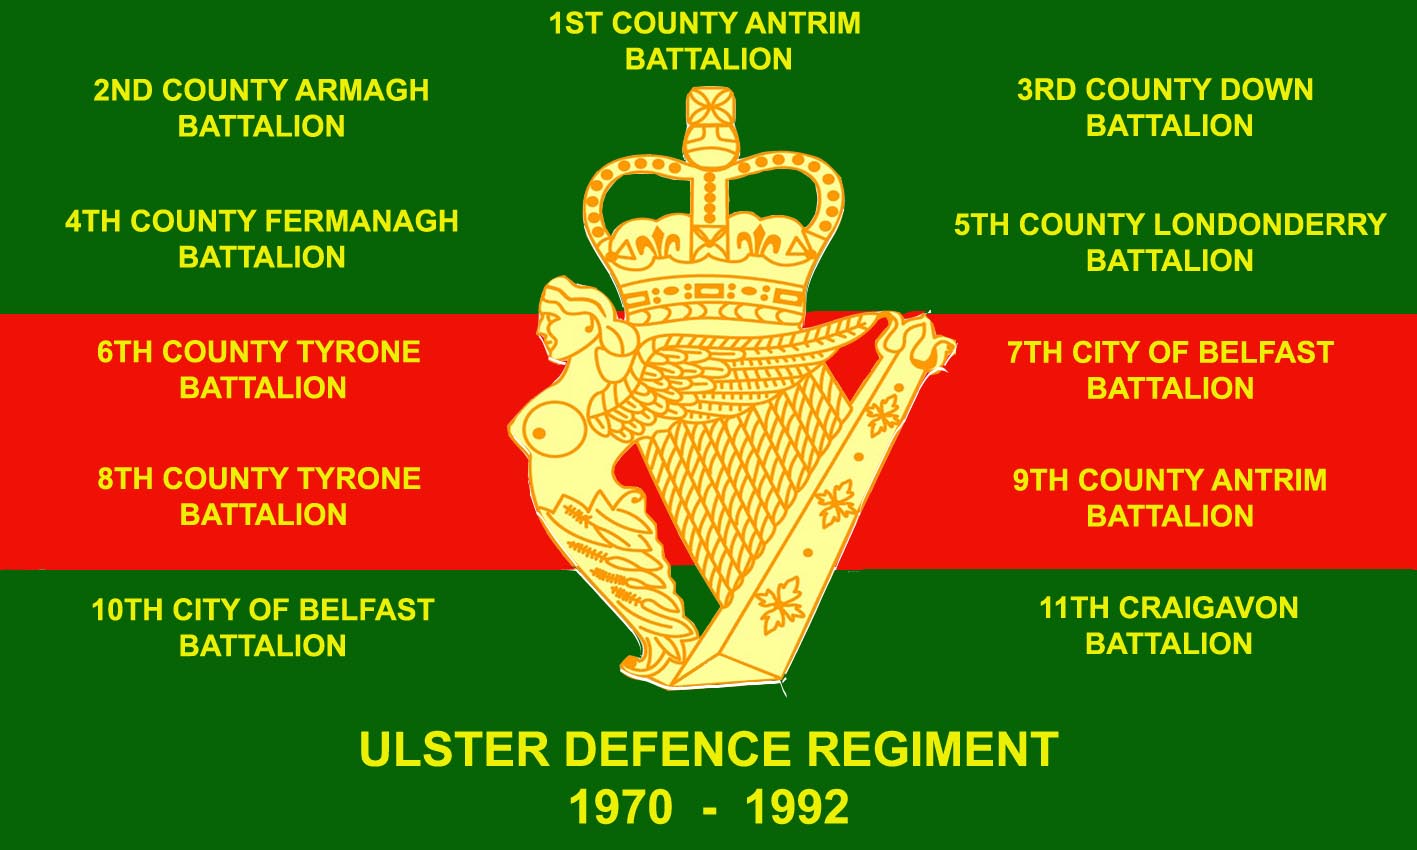 1ST COUNTY ANTRIM
BATTALION
2ND COUNTY ARMAGH
BATTALION
3RD COUNTY DOWN
BATTALION
4TH COUNTY FERMANAGH
BATTALION
5TH COUNTY LONDONDERRY
BATTALION
6TH COUNTY TYRONE
BATTALION
7TH CITY OF BELFAST
BATTALION
8TH COUNTY TYRONE
BATTALION
9TH COUNTY ANTRIM
BATTALION
10TH CITY OF BELFAST
BATTALION
11TH CRAIGAVON
BATTALION
ULSTER DEFENCE REGIMENT
1970 - 1992